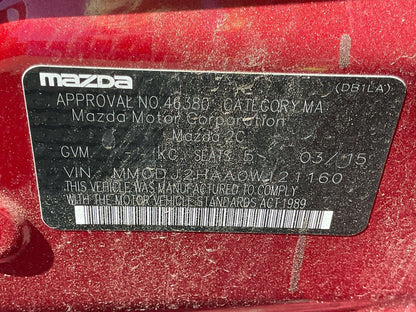 mazda
(DB1LA)
APPROVAL NO. 46380 CATEGORY MA
Mazda Motor Corporation
Mazda 2C
GVM - KG SEATS 5 03/15
VIN. MM0DJ2HAA0W121160
THIS VEHICLE WAS MANUFACTURED TO COMPLY WITH
THE MOTOR VEHICLE STANDARDS ACT 1989